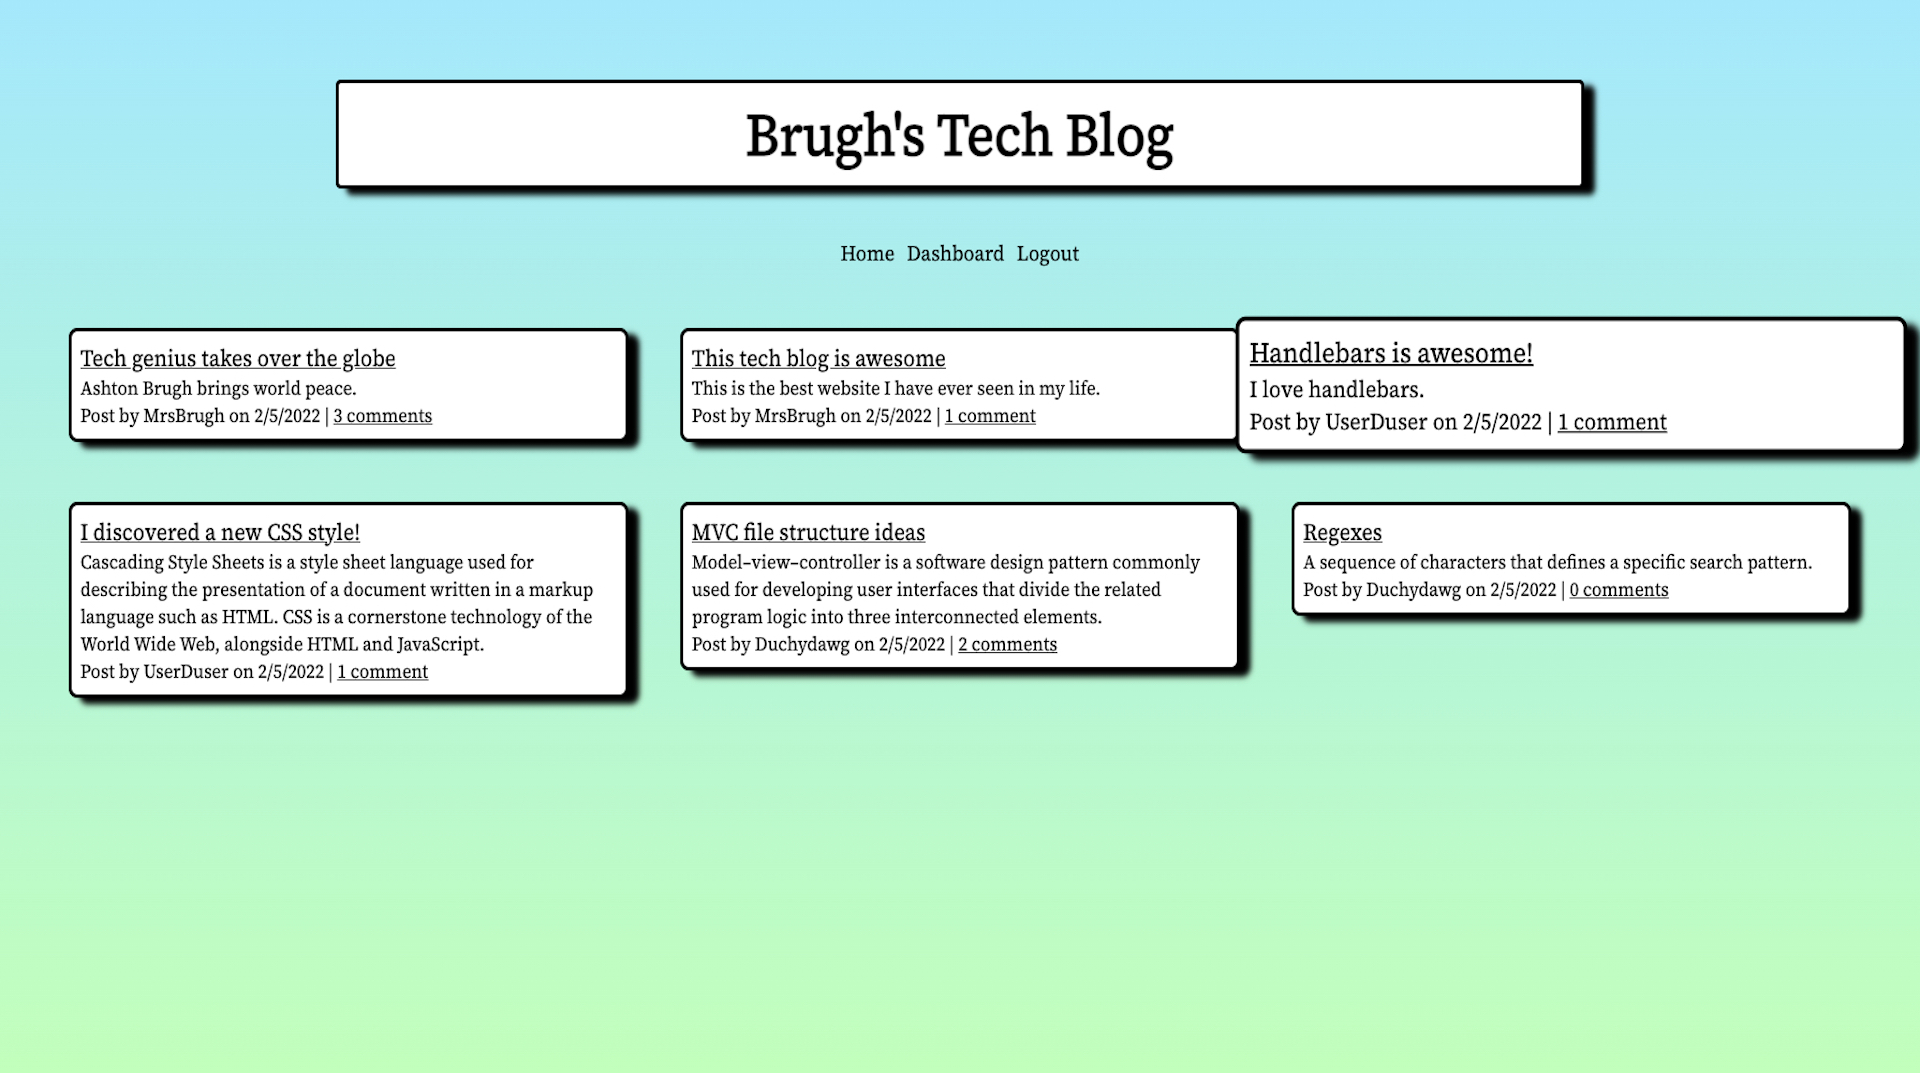 Brugh's Tech Blog
Home Dashboard Logout
Tech genius takes over the globe
Ashton Brugh brings world peace.
Post by MrsBrugh on 2/5/2022 | 3 comments
This tech blog is awesome
This is the best website I have ever seen in my life.
Post by MrsBrugh on 2/5/2022 | 1 comment
Handlebars is awesome!
I love handlebars.
Post by UserDuser on 2/5/2022 | 1 comment
I discovered a new CSS style!
Cascading Style Sheets is a style sheet language used for
describing the presentation of a document written in a markup
language such as HTML. CSS is a cornerstone technology of the
World Wide Web, alongside HTML and JavaScript.
Post by UserDuser on 2/5/2022 | 1 comment
MVC file structure ideas
Model–view–controller is a software design pattern commonly
used for developing user interfaces that divide the related
program logic into three interconnected elements.
Post by Duchydawg on 2/5/2022 | 2 comments
Regexes
A sequence of characters that defines a specific search pattern.
Post by Duchydawg on 2/5/2022 | 0 comments